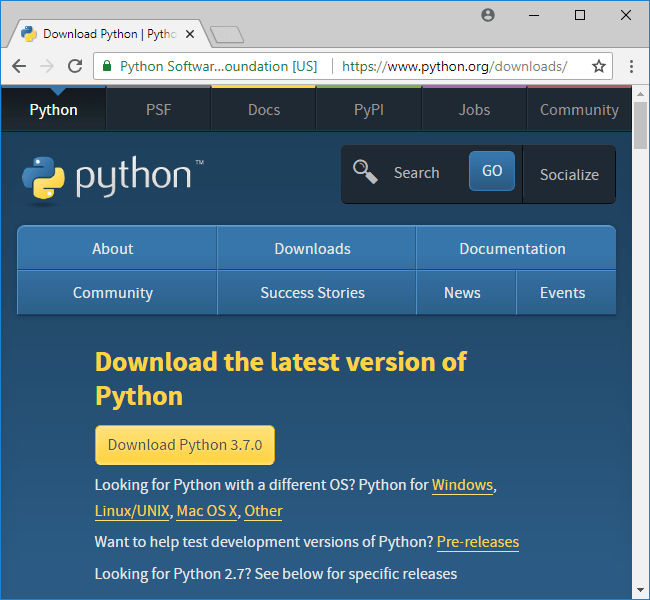 Download Python | Pytho
Python Softwar...oundation [US]
https://www.python.org/downloads/
Python
PSF
Docs
PyPI
Jobs
Community
python™
Search
GO
Socialize
About
Downloads
Documentation
Community
Success Stories
News
Events
Download the latest version of
Python
Download Python 3.7.0
Looking for Python with a different OS? Python for Windows,
Linux/UNIX, Mac OS X, Other
Want to help test development versions of Python? Pre-releases
Looking for Python 2.7? See below for specific releases